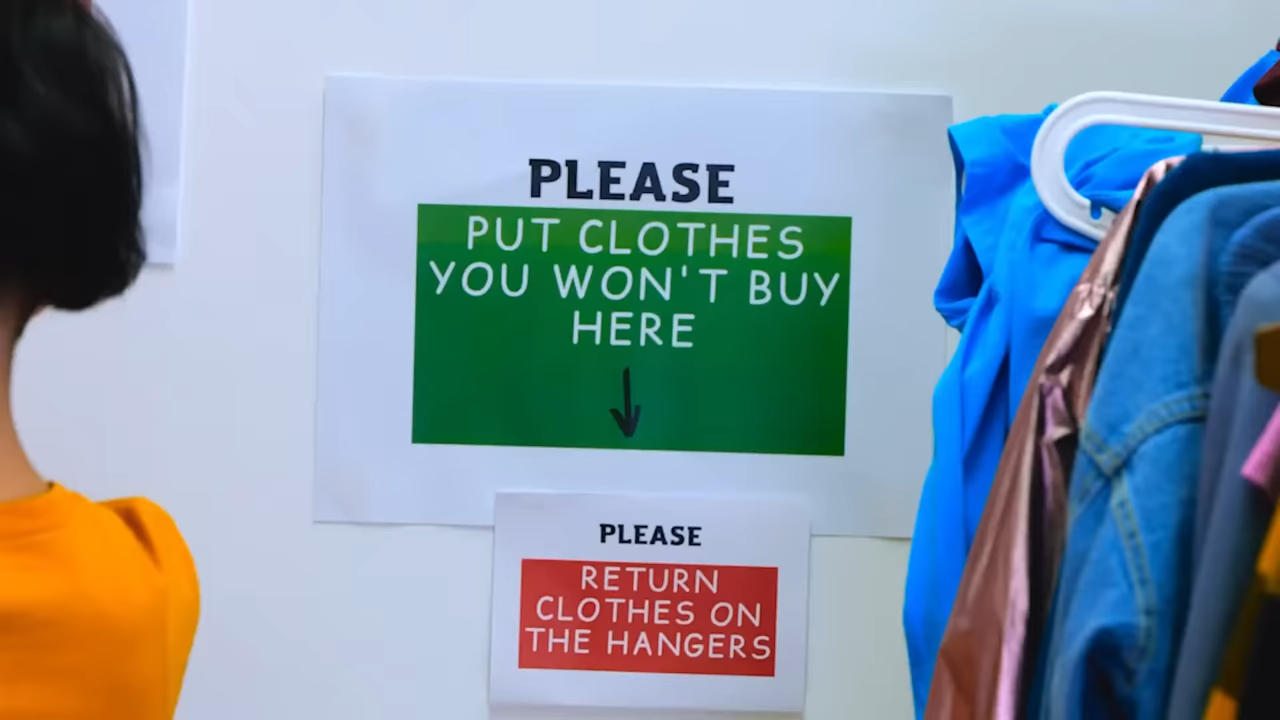 PLEASE
PUT CLOTHES
YOU WON'T BUY
HERE
PLEASE
RETURN
CLOTHES ON
THE HANGERS